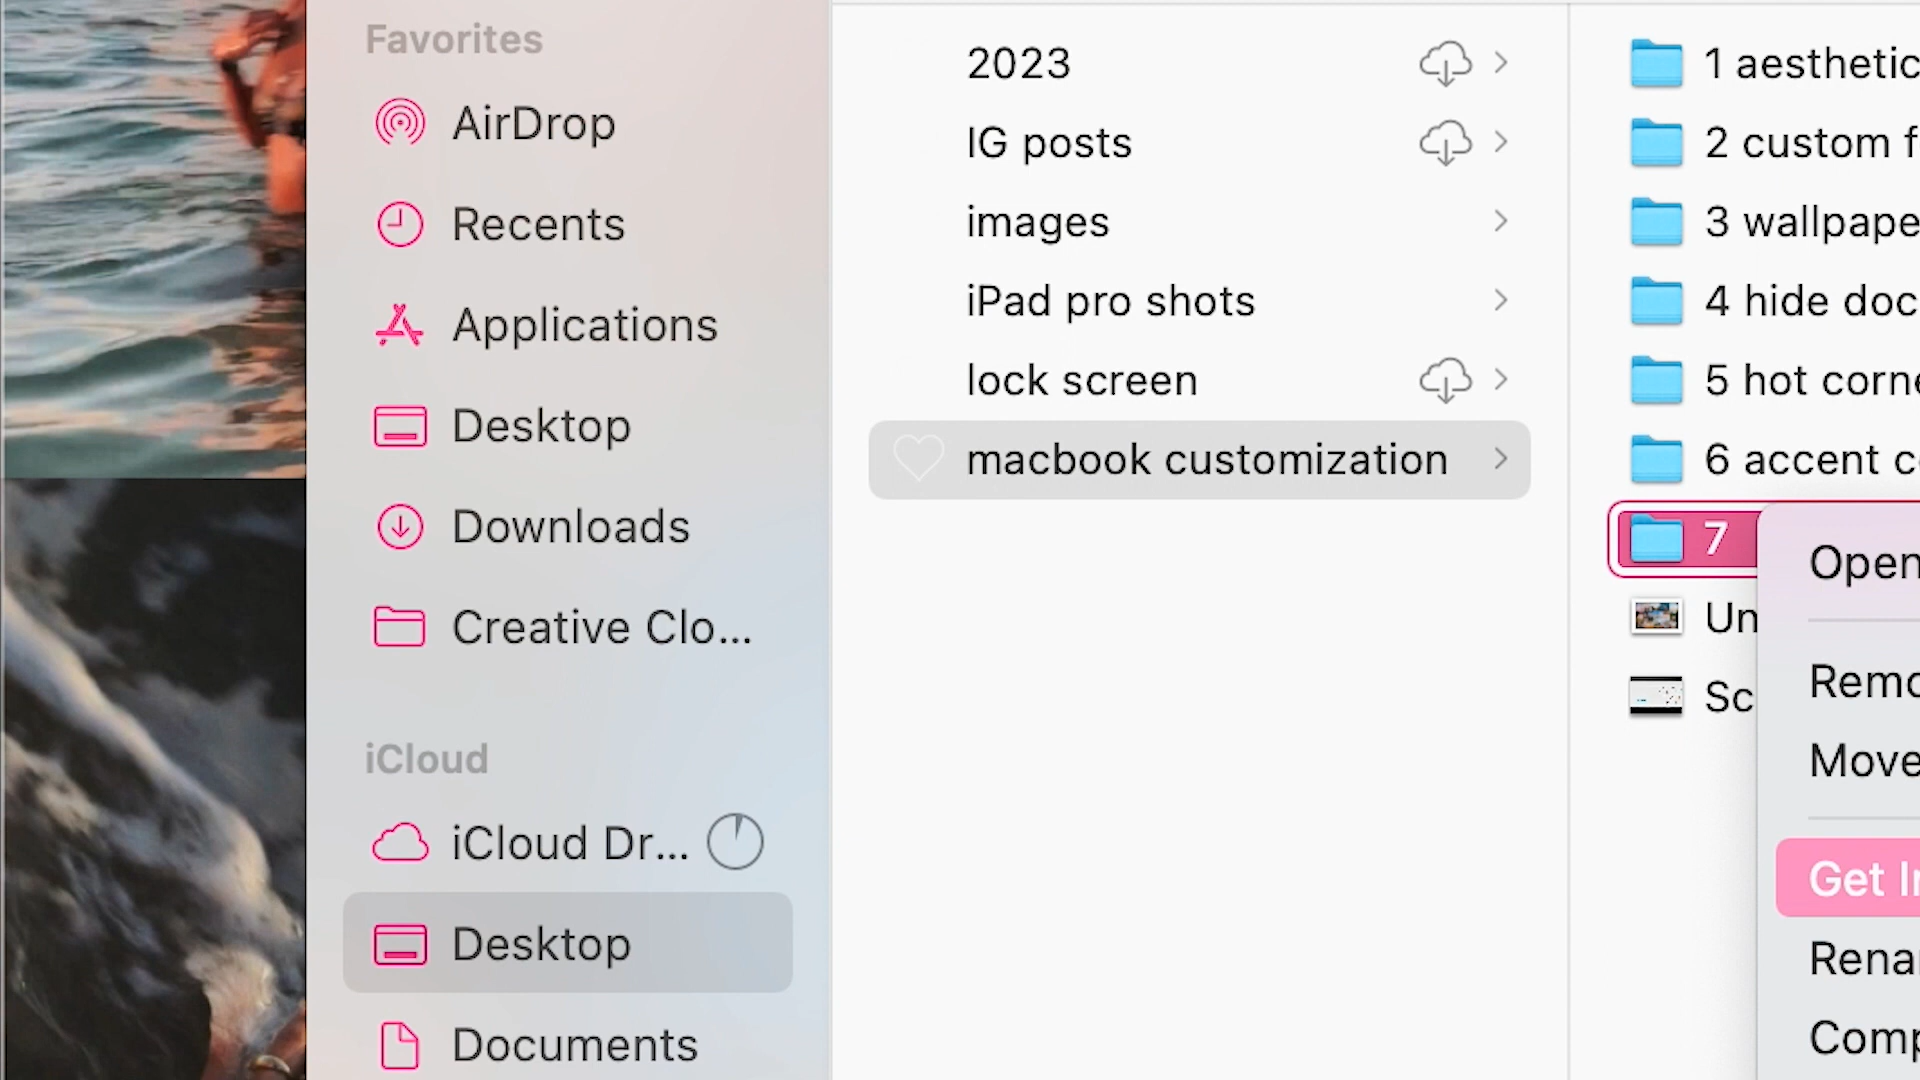 Favorites
AirDrop
Recents
Applications
Desktop
Downloads
Creative Clo...
iCloud
iCloud Dr...
Desktop
Documents
2023
IG posts
images
iPad pro shots
lock screen
macbook customization
1 aesthetic
2 custom f
3 wallpape
4 hide doc
5 hot corne
6 accent c
7
Un
Sc
Open
Remo
Move
Get In
Rena
Comp